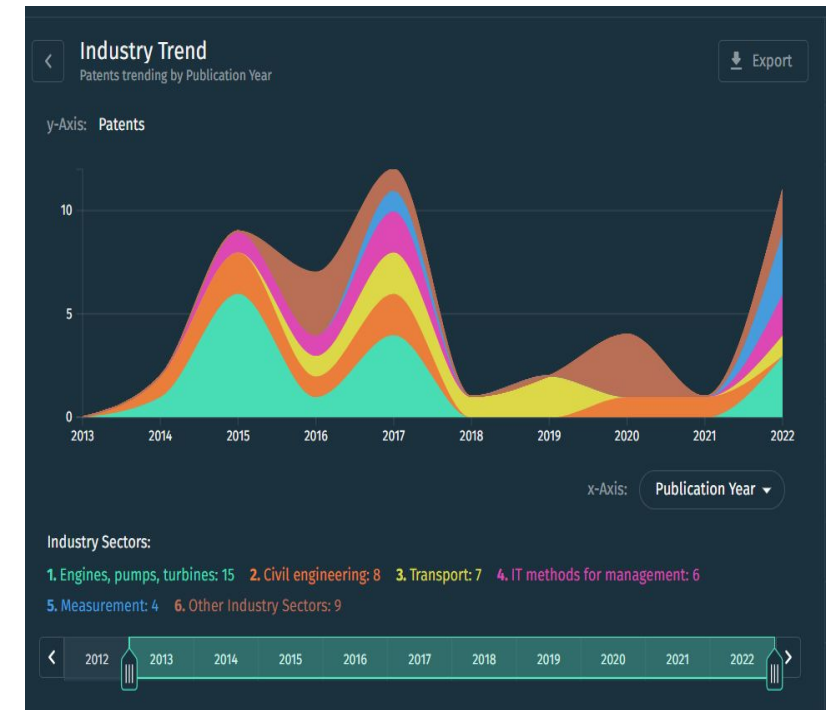 Industry Trend
Export
Patents trending by Publication Year
y-Axis: Patents
10
5
0
2013 2014 2015 2016 2017 2018 2019 2020 2021 2022
x-Axis: Publication Year
Industry Sectors:
1. Engines, pumps, turbines: 15 2. Civil engineering: 8 3. Transport: 7 4. IT methods for management: 6
5. Measurement: 4 6. Other Industry Sectors: 9
2012 2013 2014 2015 2016 2017 2018 2019 2020 2021 2022